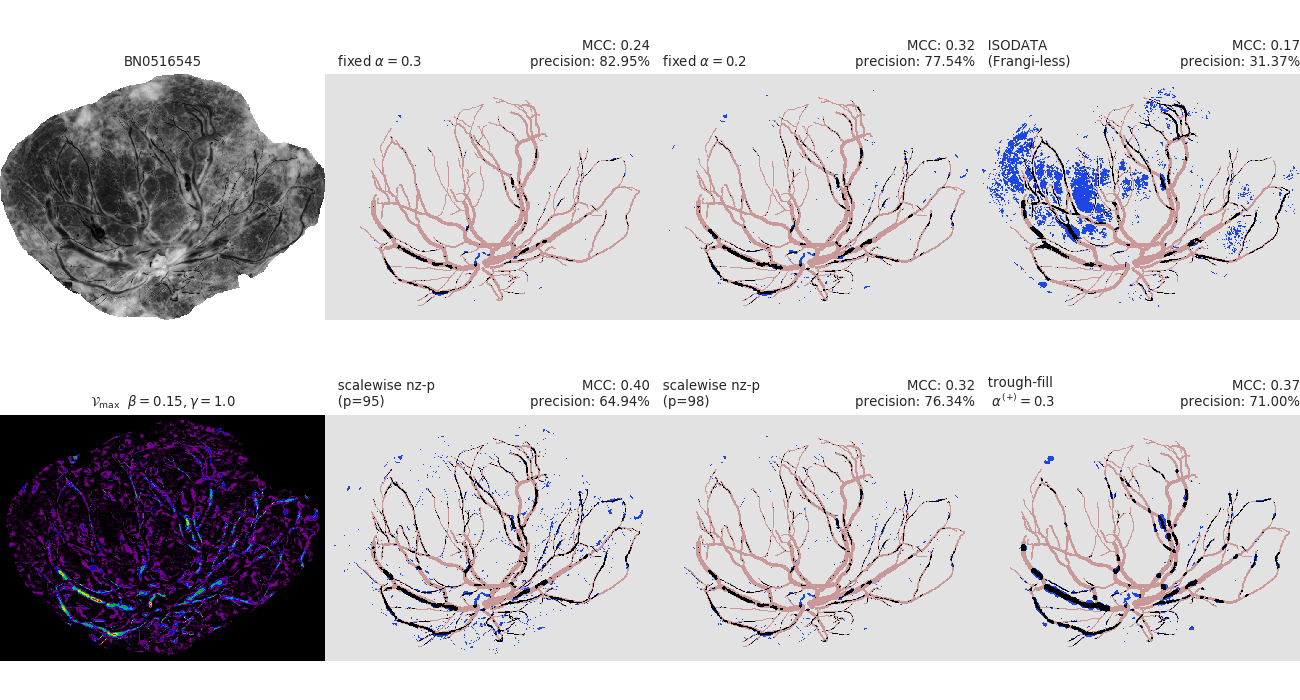 BN0516545
fixed α = 0.3
MCC: 0.24
precision: 82.95%
fixed α = 0.2
MCC: 0.32
precision: 77.54%
ISODATA
(Frangi-less)
MCC: 0.17
precision: 31.37%
𝒱max β = 0.15, γ = 1.0
scalewise nz-p
(p=95)
MCC: 0.40
precision: 64.94%
scalewise nz-p
(p=98)
MCC: 0.32
precision: 76.34%
trough-fill
α(+) = 0.3
MCC: 0.37
precision: 71.00%